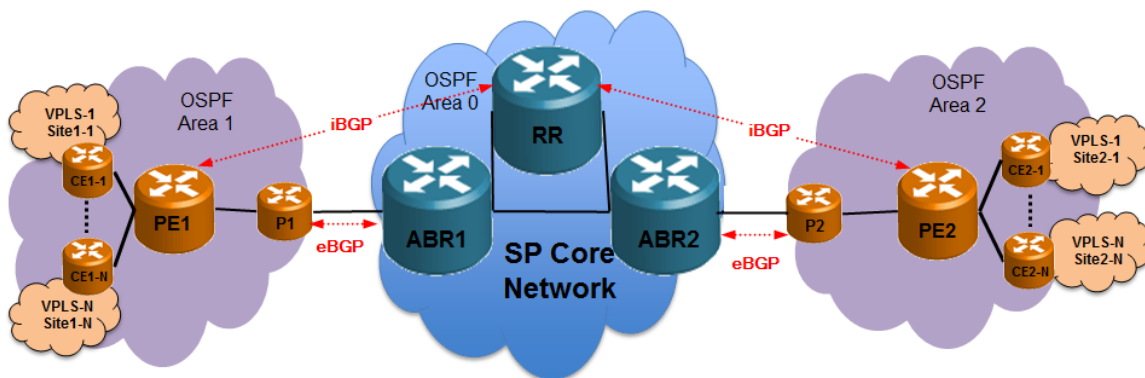 OSPF
Area 1
VPLS-1
Site1-1
CE1-1
CE1-N
VPLS-N
Site1-N
PE1
P1
iBGP
eBGP
OSPF
Area 0
RR
ABR1
ABR2
SP Core
Network
iBGP
eBGP
OSPF
Area 2
P2
PE2
CE2-1
VPLS-1
Site2-1
CE2-N
VPLS-N
Site2-N